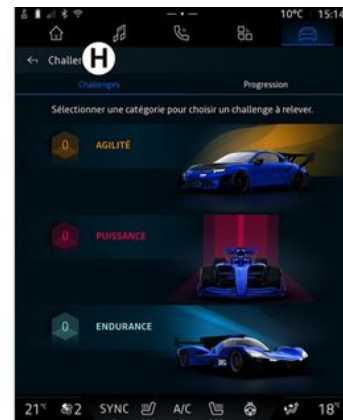 10°C 15:14
Challen
H
Challenges Progression
Sélectionner une catégorie pour choisir un challenge à relever.
0 AGILITÉ
0 PUISSANCE
0 ENDURANCE
21°C 2 SYNC A/C 18°C